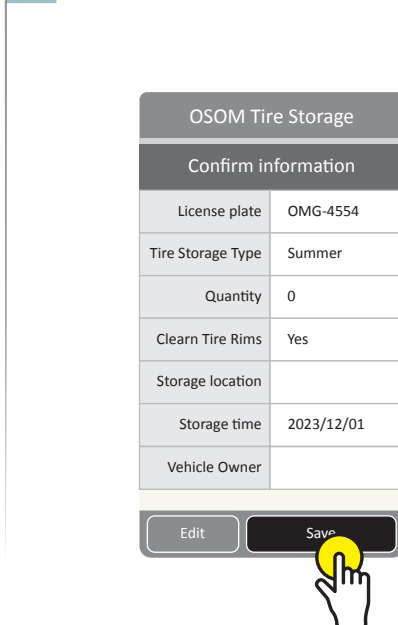 OSOM Tire Storage
Confirm information
License plate OMG-4554
Tire Storage Type Summer
Quantity 0
Clearn Tire Rims Yes
Storage location
Storage time 2023/12/01
Vehicle Owner
Edit Save